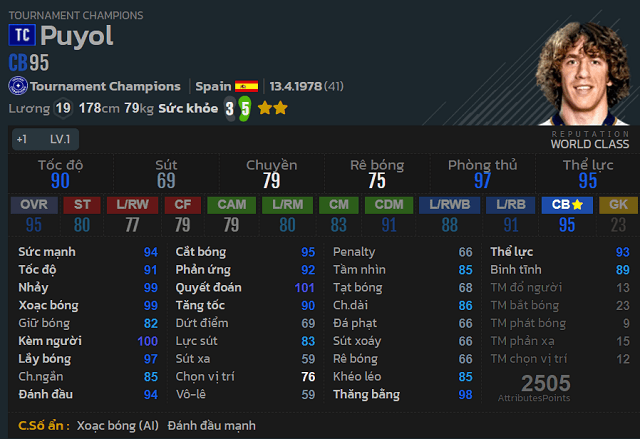 TOURNAMENT CHAMPIONS
TC Puyol
CB 95
Tournament Champions Spain 13.4.1978 (41)
Lương 19 178cm 79kg Sức khỏe 3 5
+1 LV.1
REPUTATION
WORLD CLASS
Tốc độ Sút Chuyền Rê bóng Phòng thủ Thể lực
90 69 79 75 97 95
OVR ST L/RW CF CAM L/RM CM CDM L/RWB L/RB CB GK
95 80 77 79 79 80 83 91 88 91 95 23
Sức mạnh 94 Cắt bóng 95 Penalty 66 Thể lực 93
Tốc độ 91 Phản ứng 92 Tầm nhìn 85 Bình tĩnh 89
Nhảy 99 Quyết đoán 101 Tạt bóng 68 TM đổ người 13
Xoạc bóng 99 Tăng tốc 90 Ch.dài 86 TM bắt bóng 23
Giữ bóng 82 Dứt điểm 69 Đá phạt 66 TM phát bóng 9
Kèm người 100 Lực sút 83 Sút xoáy 66 TM phản xạ 15
Lấy bóng 97 Sút xa 59 Rê bóng 66 TM chọn vị trí 12
Ch.ngắn 85 Chọn vị trí 76 Khéo léo 85
Đánh đầu 94 Vô-lê 59 Thăng bằng 98
2505
AttributesPoints
C.Số ẩn : Xoạc bóng (AI) Đánh đầu mạnh